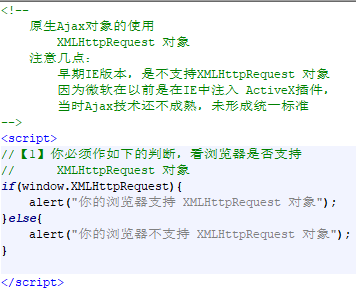 <!--
原生Ajax对象的使用
XMLHttpRequest 对象
注意几点:
早期IE版本，是不支持XMLHttpRequest 对象
因为微软在以前是在IE中注入 ActiveX插件，
当时Ajax技术还不成熟，未形成统一标准
-->
<script>
//【1】你必须作如下的判断，看浏览器是否支持
//     XMLHttpRequest 对象
if(window.XMLHttpRequest){
    alert("你的浏览器支持 XMLHttpRequest 对象");
}else{
    alert("你的浏览器不支持 XMLHttpRequest 对象");
}
</script>